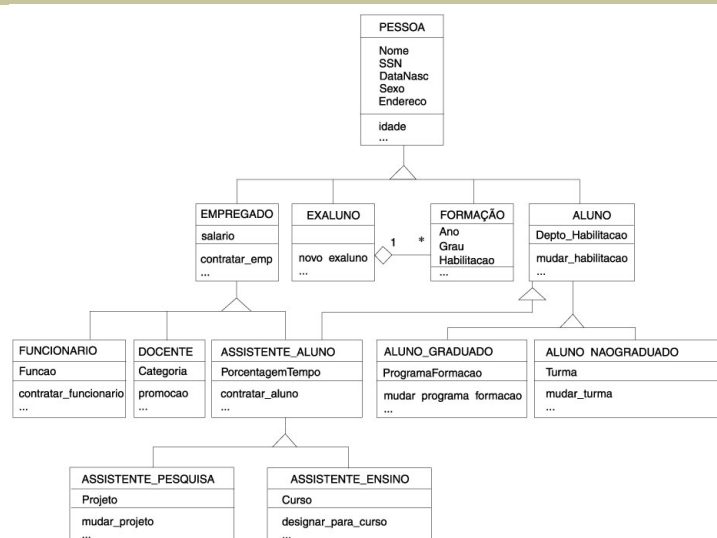 PESSOA
Nome
SSN
DataNasc
Sexo
Endereco
idade
...
EMPREGADO
salario
contratar_emp
...
EXALUNO
novo exaluno
...
1
*
FORMAÇÃO
Ano
Grau
Habilitacao
...
ALUNO
Depto_Habilitacao
mudar_habilitacao
...
FUNCIONARIO
Funcao
contratar_funcionario
...
DOCENTE
Categoria
promocao
...
ASSISTENTE_ALUNO
PorcentagemTempo
contratar_aluno
...
ALUNO_GRADUADO
ProgramaFormacao
mudar programa formacao
...
ALUNO NAOGRADUADO
Turma
mudar_turma
...
ASSISTENTE_PESQUISA
Projeto
mudar_projeto
...
ASSISTENTE_ENSINO
Curso
designar_para_curso
...